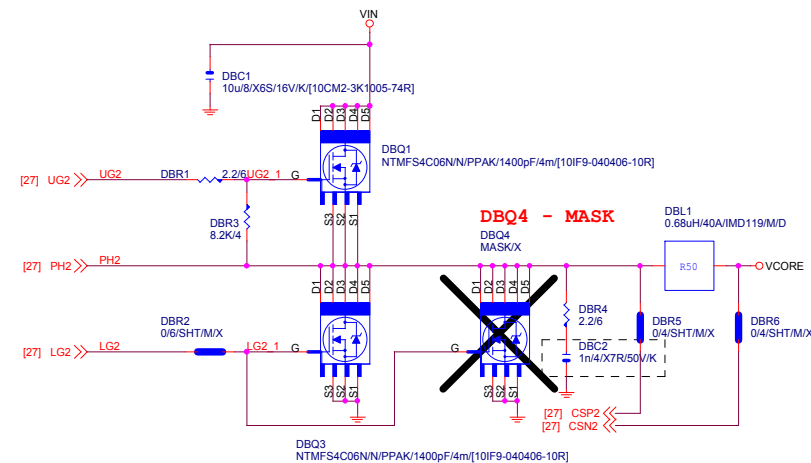 VIN
DBC1
10u/8/X6S/16V/K/[10CM2-3K1005-74R]
D1
D2
D3
D4
D5
DBQ1
NTMFS4C06N/N/PPAK/1400pF/4m/[10IF9-040406-10R]
[27] UG2
UG2
DBR1
2.2/6
UG2_1
G
DBR3
8.2K/4
S3
S2
S1
DBQ4 - MASK
DBQ4
MASK/X
DBL1
0.68uH/40A/IMD119/M/D
[27] PH2
PH2
R50
VCORE
D1
D2
D3
D4
D5
D1
D2
D3
D4
D5
DBR2
0/6/SHT/M/X
DBR4
2.2/6
DBR5
0/4/SHT/M/X
DBR6
0/4/SHT/M/X
[27] LG2
LG2
LG2_1
G
G
DBC2
1n/4/X7R/50V/K
S3
S2
S1
S3
S2
S1
[27] CSP2
[27] CSN2
DBQ3
NTMFS4C06N/N/PPAK/1400pF/4m/[10IF9-040406-10R]